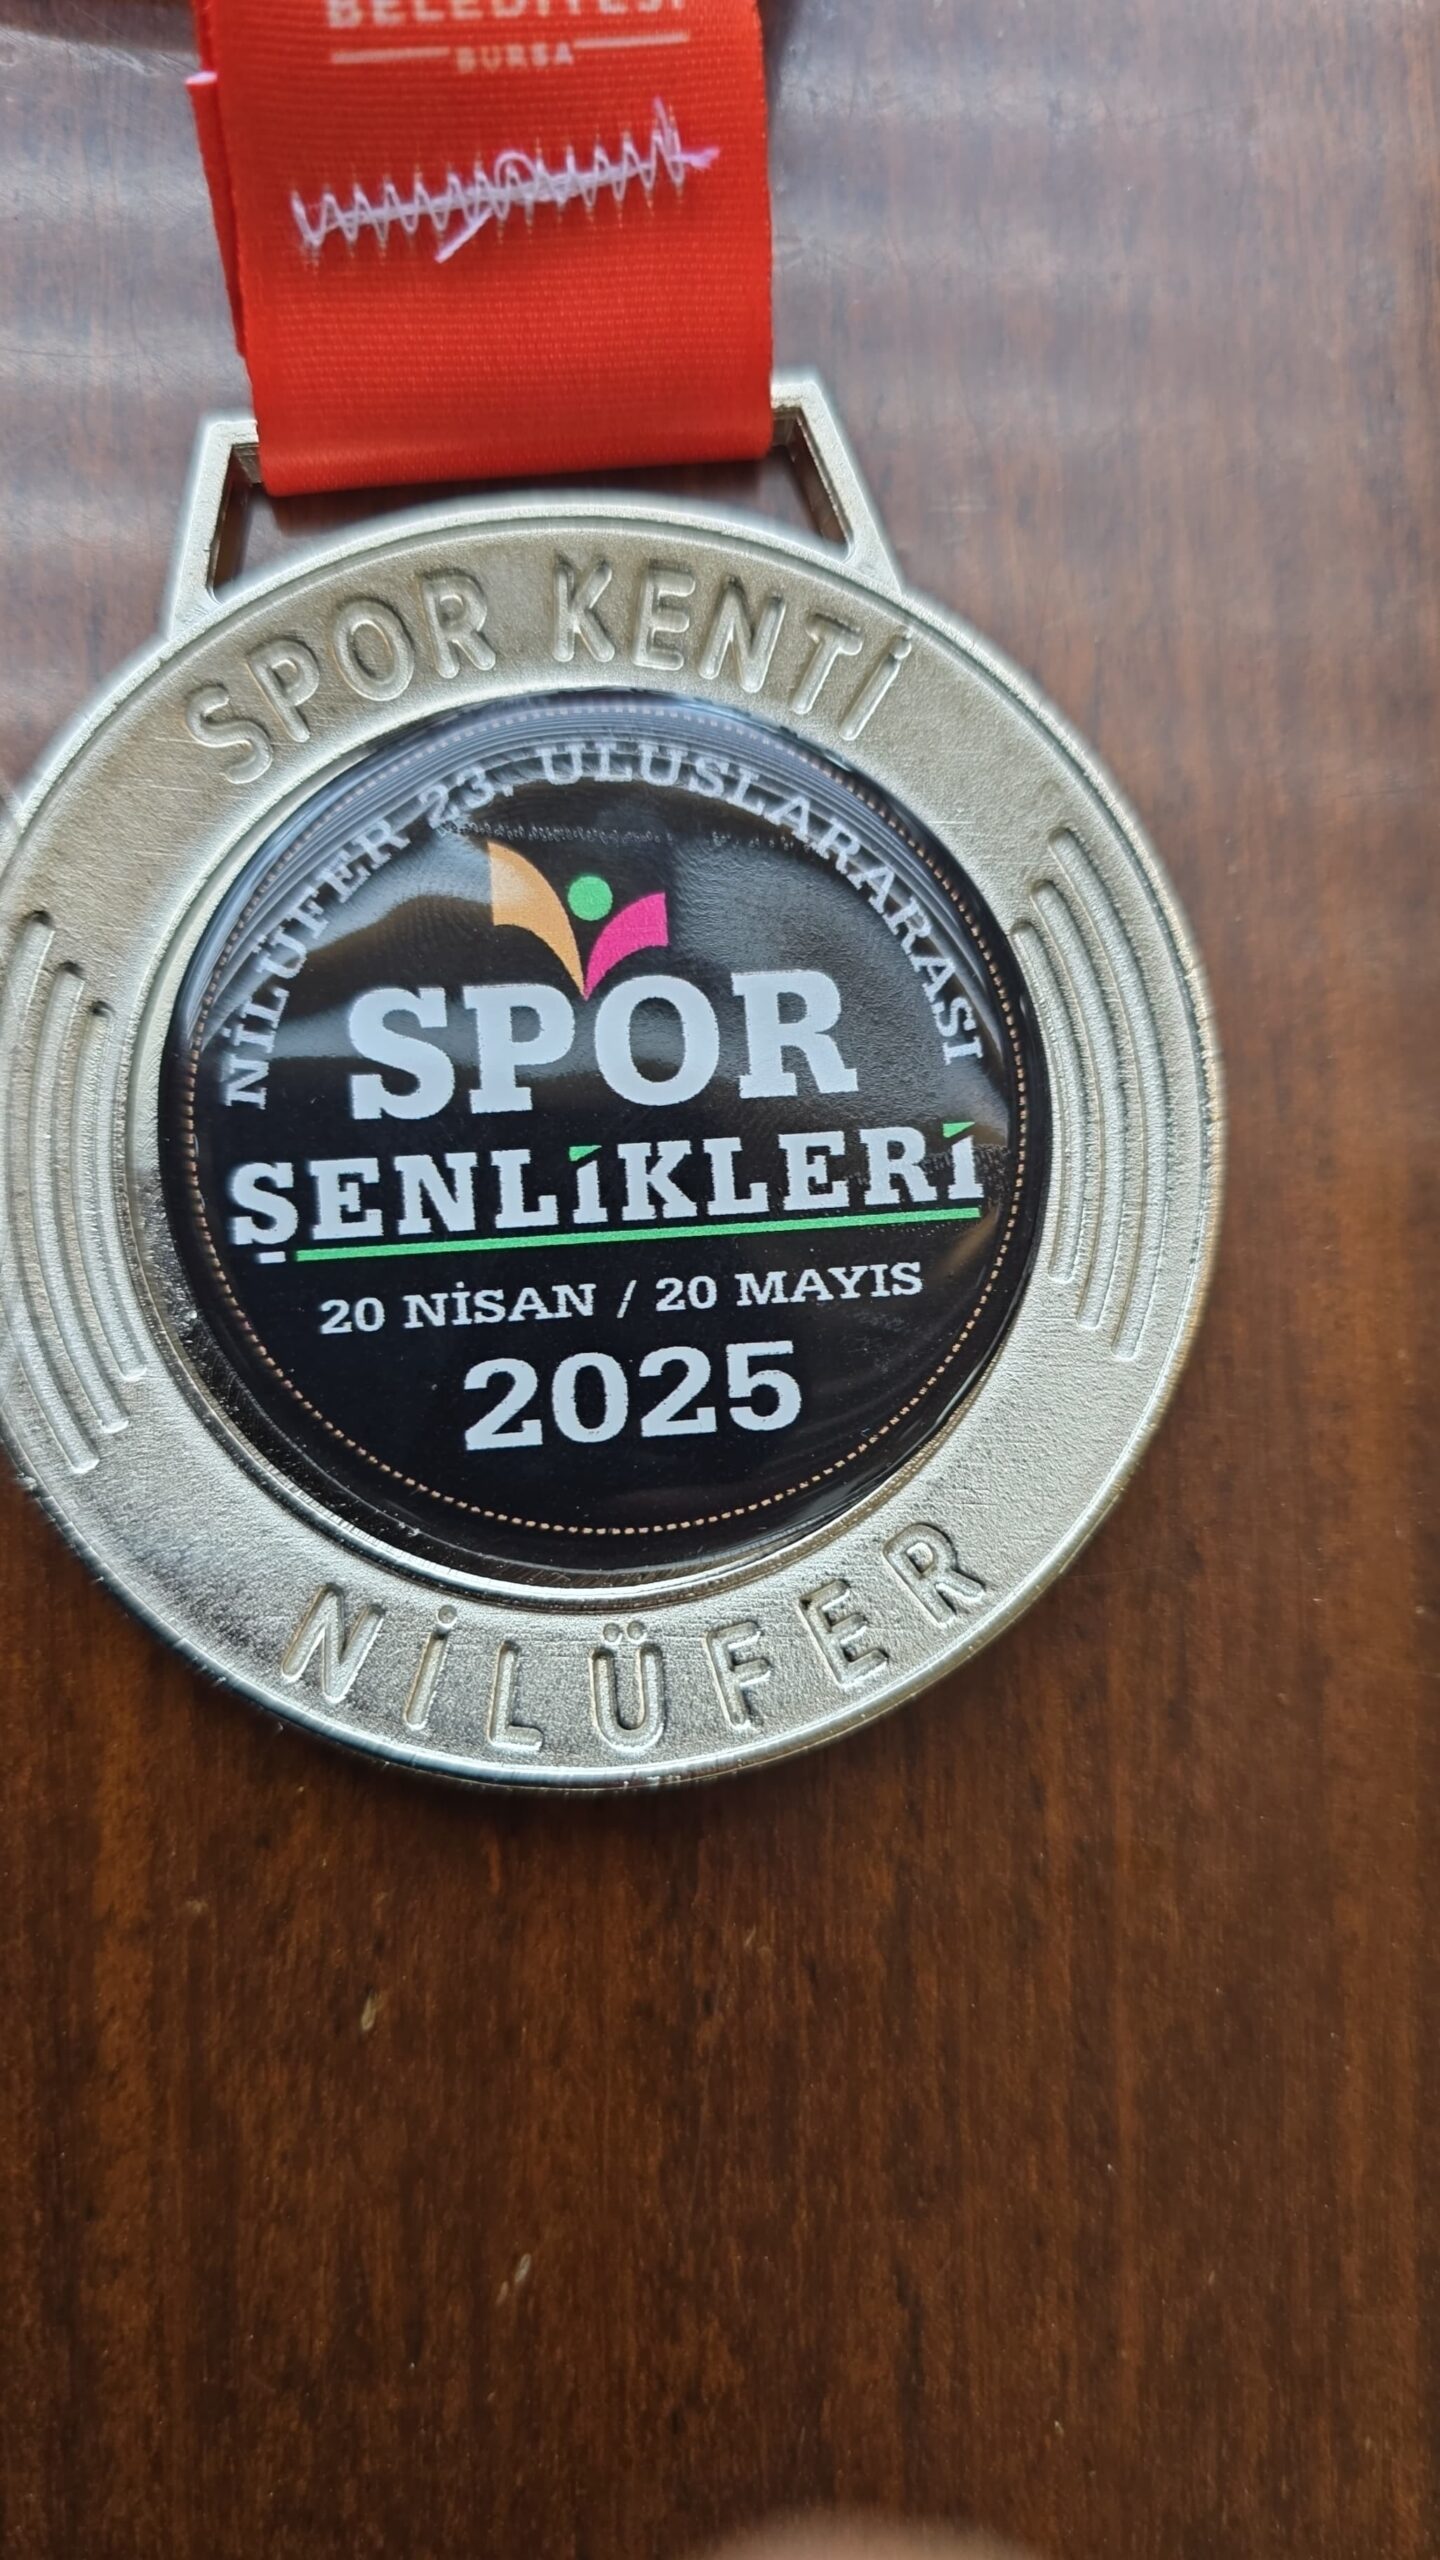 BELEDİYESİ
BURSA
SPOR KENTİ
NİLÜFER 23. ULUSLARARASI
SPOR
ŞENLİKLERİ
20 NİSAN / 20 MAYIS
2025
NİLÜFER